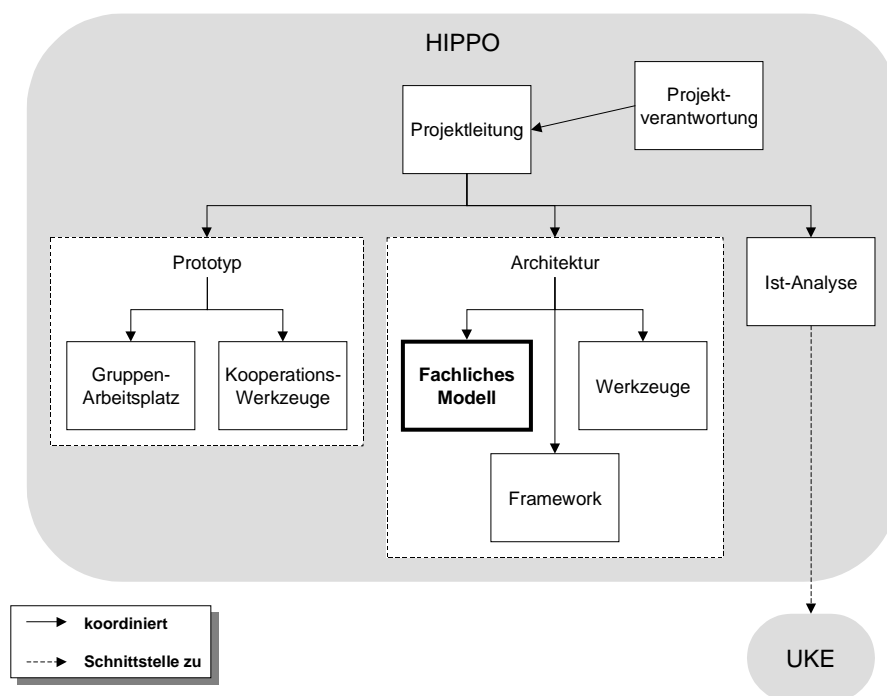 HIPPO
Projekt-
verantwortung
Projektleitung
Prototyp
Architektur
Ist-Analyse
Gruppen-
Arbeitsplatz
Kooperations-
Werkzeuge
Fachliches
Modell
Werkzeuge
Framework
koordiniert
Schnittstelle zu
UKE